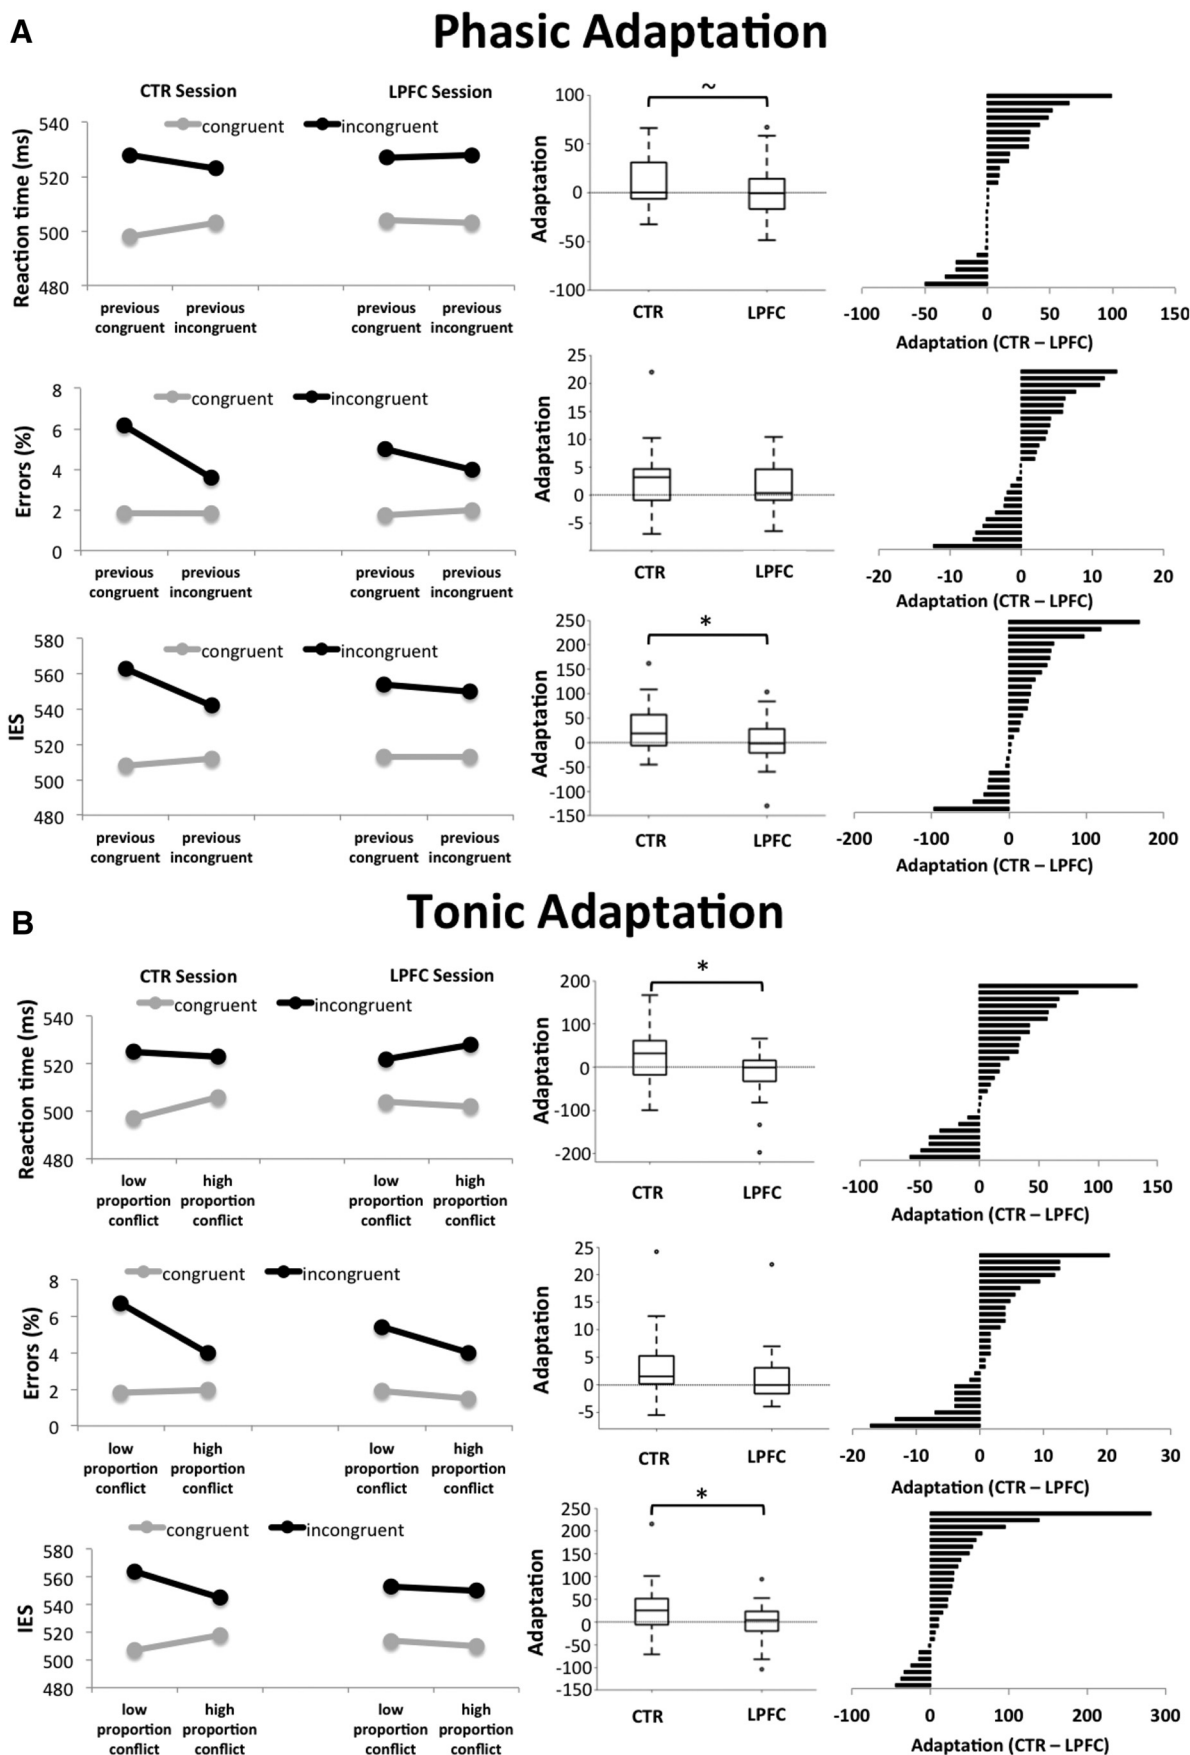 A
Phasic Adaptation
CTR Session
LPFC Session
congruent
incongruent
Reaction time (ms)
540
520
500
480
previous congruent
previous incongruent
previous congruent
previous incongruent
~
Adaptation
100
50
0
-50
-100
CTR
LPFC
-100 -50 0 50 100 150
Adaptation (CTR – LPFC)
congruent
incongruent
Errors (%)
8
6
4
2
0
previous congruent
previous incongruent
previous congruent
previous incongruent
Adaptation
25
20
15
10
5
0
-5
CTR
LPFC
-20 -10 0 10 20
Adaptation (CTR – LPFC)
congruent
incongruent
IES
580
560
540
520
500
480
previous congruent
previous incongruent
previous congruent
previous incongruent
*
Adaptation
250
200
150
100
50
0
-50
-100
-150
CTR
LPFC
-200 -100 0 100 200
Adaptation (CTR – LPFC)
B
Tonic Adaptation
CTR Session
LPFC Session
congruent
incongruent
Reaction time (ms)
540
520
500
480
low proportion conflict
high proportion conflict
low proportion conflict
high proportion conflict
*
Adaptation
200
100
0
-100
-200
CTR
LPFC
-100 -50 0 50 100 150
Adaptation (CTR – LPFC)
congruent
incongruent
Errors (%)
8
6
4
2
0
low proportion conflict
high proportion conflict
low proportion conflict
high proportion conflict
Adaptation
25
20
15
10
5
0
-5
CTR
LPFC
-20 -10 0 10 20 30
Adaptation (CTR – LPFC)
congruent
incongruent
IES
580
560
540
520
500
480
low proportion conflict
high proportion conflict
low proportion conflict
high proportion conflict
*
Adaptation
250
200
150
100
50
0
-50
-100
-150
CTR
LPFC
-100 0 100 200 300
Adaptation (CTR – LPFC)